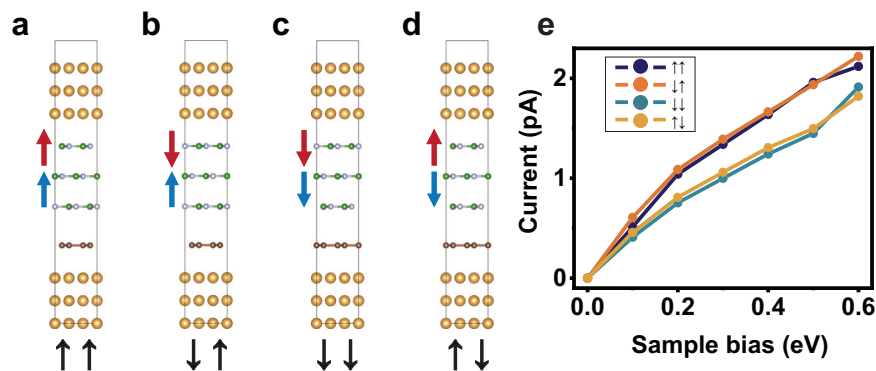 a b c d e
↑↑
↓↑
↓↓
↑↓
2
1
0
Current (pA)
0.0 0.2 0.4 0.6
Sample bias (eV)
↑ ↑ ↓ ↑ ↓ ↓ ↑ ↓